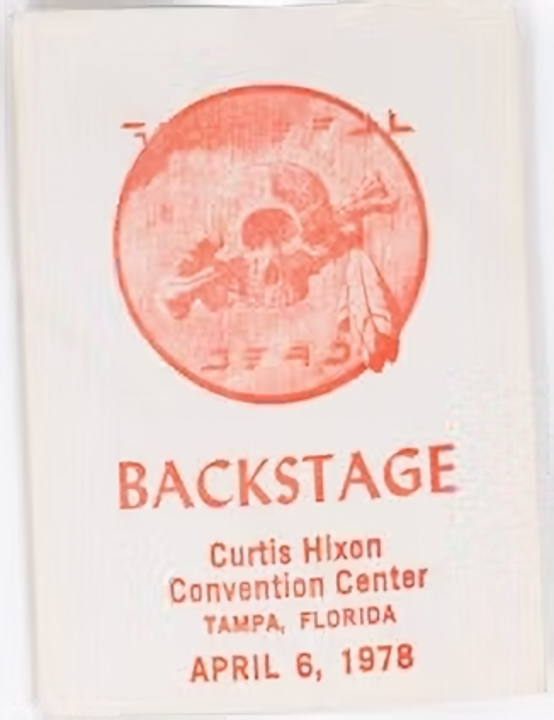 BACKSTAGE
Curtis Hixon
Convention Center
TAMPA, FLORIDA
APRIL 6, 1978